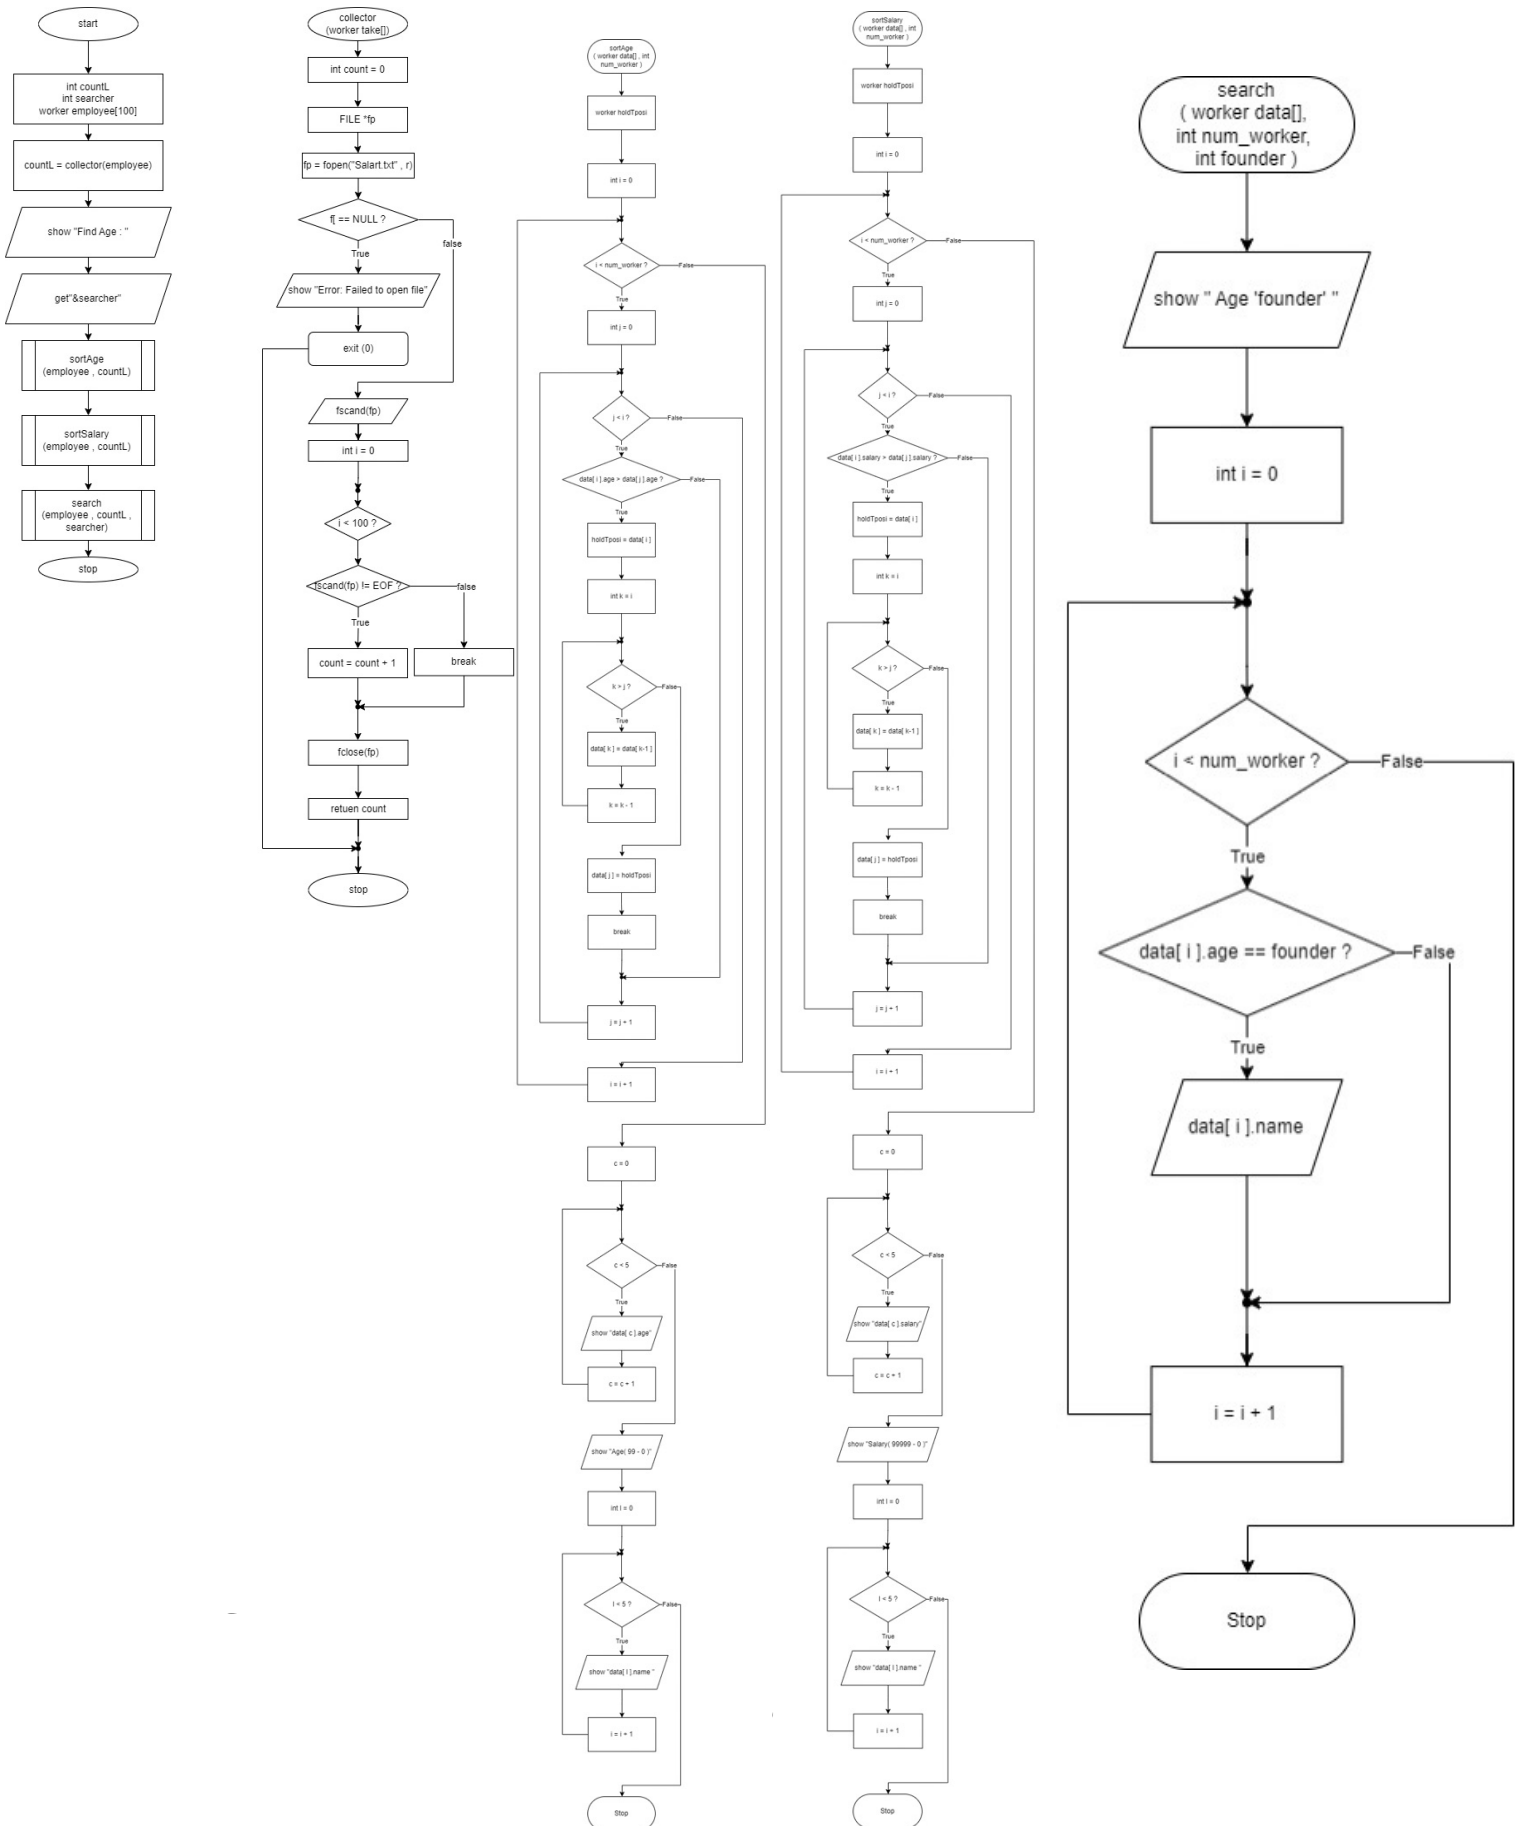 start
int countL
int searcher
worker employee[100]
countL = collector(employee)
show "Find Age : "
get"&searcher"
sortAge
(employee , countL)
sortSalary
(employee , countL)
search
(employee , countL ,
searcher)
stop
collector
(worker take[])
int count = 0
FILE *fp
fp = fopen("Salart.txt" , r)
f[ == NULL ?
false
True
show "Error: Failed to open file"
exit (0)
fscand(fp)
int i = 0
i < 100 ?
fscand(fp) != EOF ?
false
True
count = count + 1
break
fclose(fp)
retuen count
stop
sortAge
( worker data[] , int
num_worker )
worker holdTposi
int i = 0
i < num_worker ?
False
True
int j = 0
j < i ?
False
True
data[ i ].age > data[ j ].age ?
False
True
holdTposi = data[ i ]
int k = i
k > j ?
False
True
data[ k ] = data[ k-1 ]
k = k - 1
data[ j ] = holdTposi
break
j = j + 1
i = i + 1
c = 0
c < 5
False
True
show "data[ c ].age"
c = c + 1
show "Age( 99 - 0 )"
int l = 0
l < 5 ?
False
True
show "data[ l ].name "
i = i + 1
Stop
sortSalary
( worker data[] , int
num_worker )
worker holdTposi
int i = 0
i < num_worker ?
False
True
int j = 0
j < i ?
False
True
data[ i ].salary > data[ j ].salary ?
False
True
holdTposi = data[ i ]
int k = i
k > j ?
False
True
data[ k ] = data[ k-1 ]
k = k - 1
data[ j ] = holdTposi
break
j = j + 1
i = i + 1
c = 0
c < 5
False
True
show "data[ c ].salary"
c = c + 1
show "Salary( 99999 - 0 )"
int l = 0
l < 5 ?
False
True
show "data[ l ].name "
i = i + 1
Stop
search
( worker data[],
int num_worker,
int founder )
show " Age 'founder' "
int i = 0
i < num_worker ?
False
True
data[ i ].age == founder ?
False
True
data[ i ].name
i = i + 1
Stop